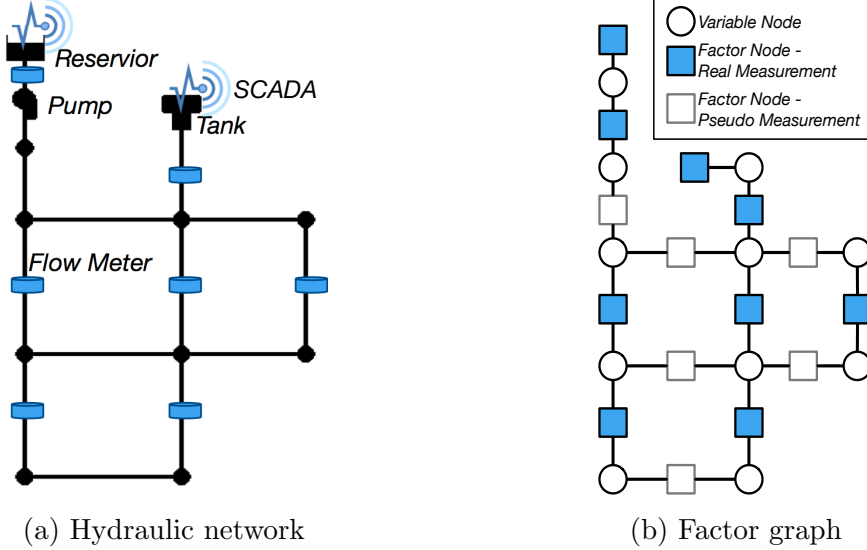 Reservior
Pump
SCADA
Tank
Flow Meter
(a) Hydraulic network
Variable Node
Factor Node -
Real Measurement
Factor Node -
Pseudo Measurement
(b) Factor graph